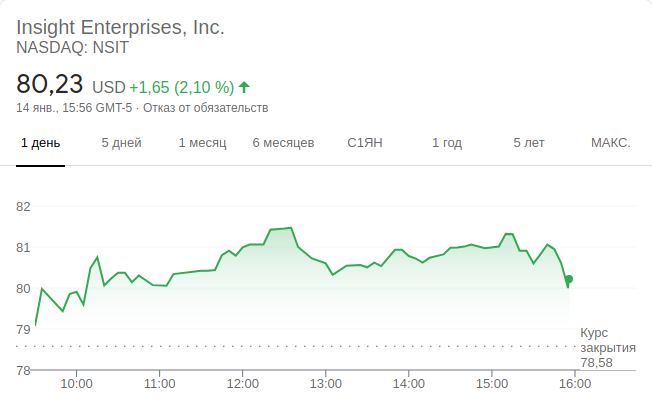 Insight Enterprises, Inc.
NASDAQ: NSIT
80,23 USD +1,65 (2,10 %)
14 янв., 15:56 GMT-5 · Отказ от обязательств
1 день 5 дней 1 месяц 6 месяцев С1ЯН 1 год 5 лет МАКС.
82
81
80
79
Курс
закрытия
78,58
78
10:00 11:00 12:00 13:00 14:00 15:00 16:00